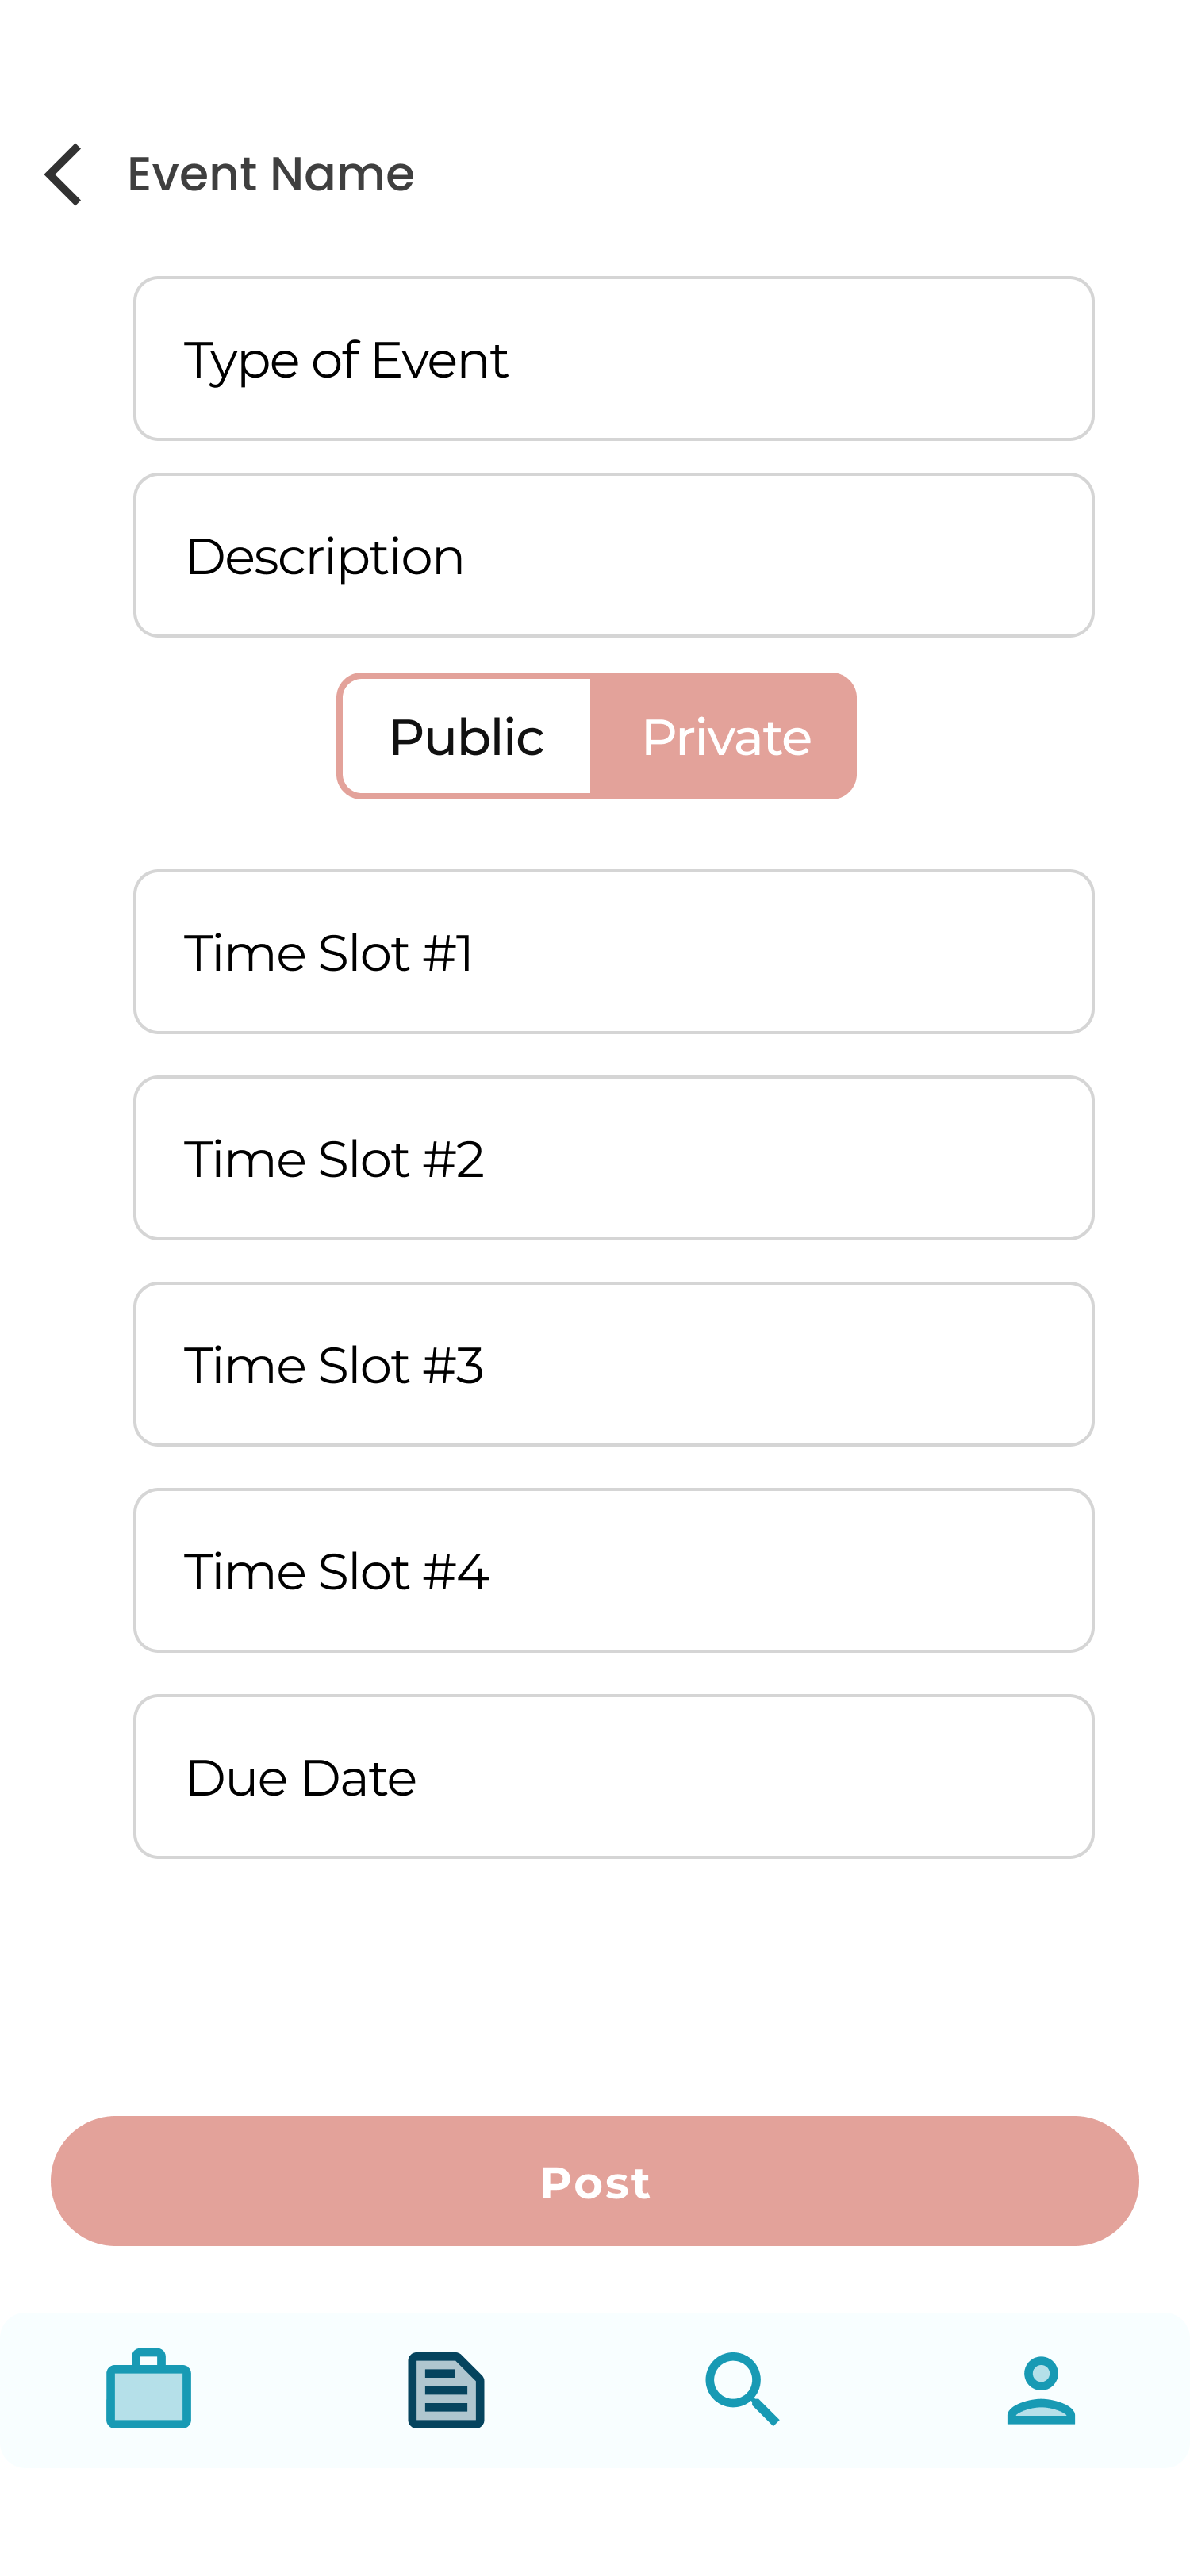 Event Name
Type of Event
Description
Public Private
Time Slot #1
Time Slot #2
Time Slot #3
Time Slot #4
Due Date
Post